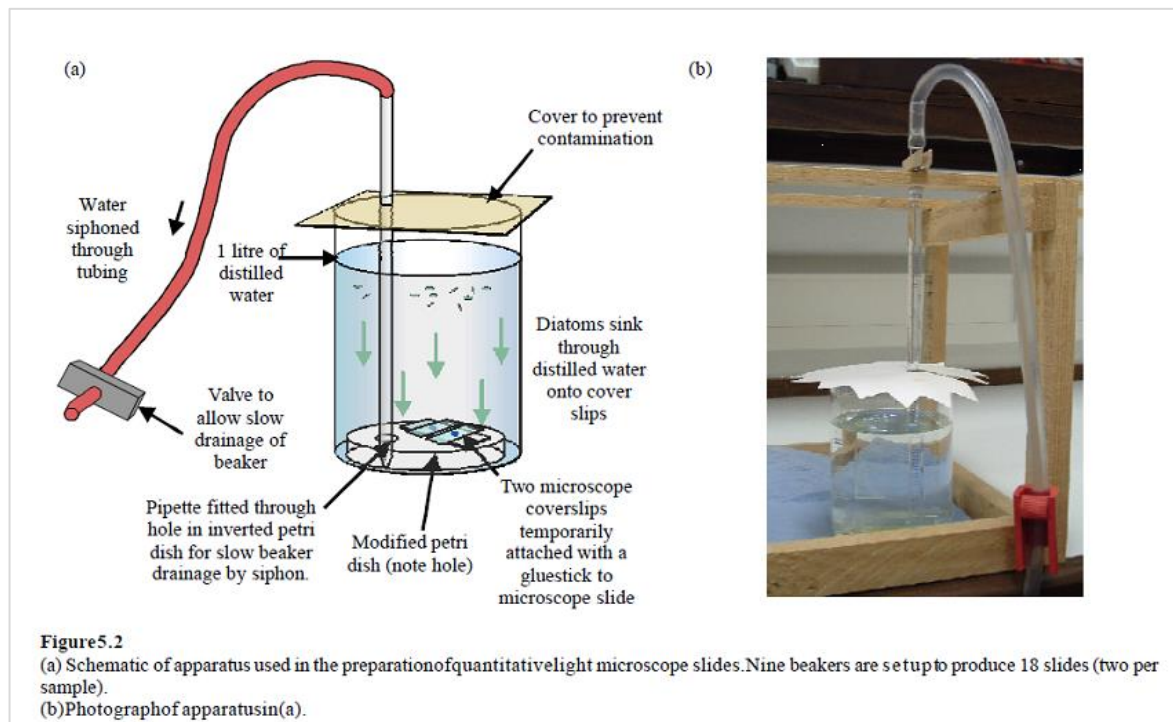 (a)
(b)
Cover to prevent
contamination
Water
siphoned
through
tubing
1 litre of
distilled
water
Diatoms sink
through
distilled water
onto cover
slips
Valve to
allow slow
drainage of
beaker
Pipette fitted through
hole in inverted petri
dish for slow beaker
drainage by siphon.
Modified petri
dish (note hole)
Two microscope
coverslips
temporarily
attached with a
gluestick to
microscope slide
Figure5.2
(a) Schematic of apparatus used in the preparationofquantitativelight microscope slides.Nine beakers are setupto produce 18 slides (two per
sample).
(b)Photographof apparatusin(a).